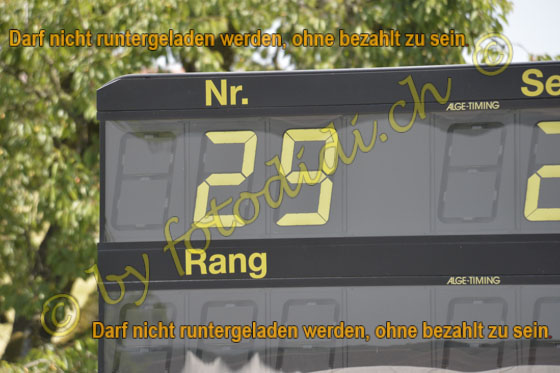 Darf nicht runtergeladen werden, ohne bezahlt zu sein. ©
Nr.
Se
ALGE-TIMING
29
2
© by fotodidi.ch
Rang
ALGE-TIMING
Darf nicht runtergeladen werden, ohne bezahlt zu sein.